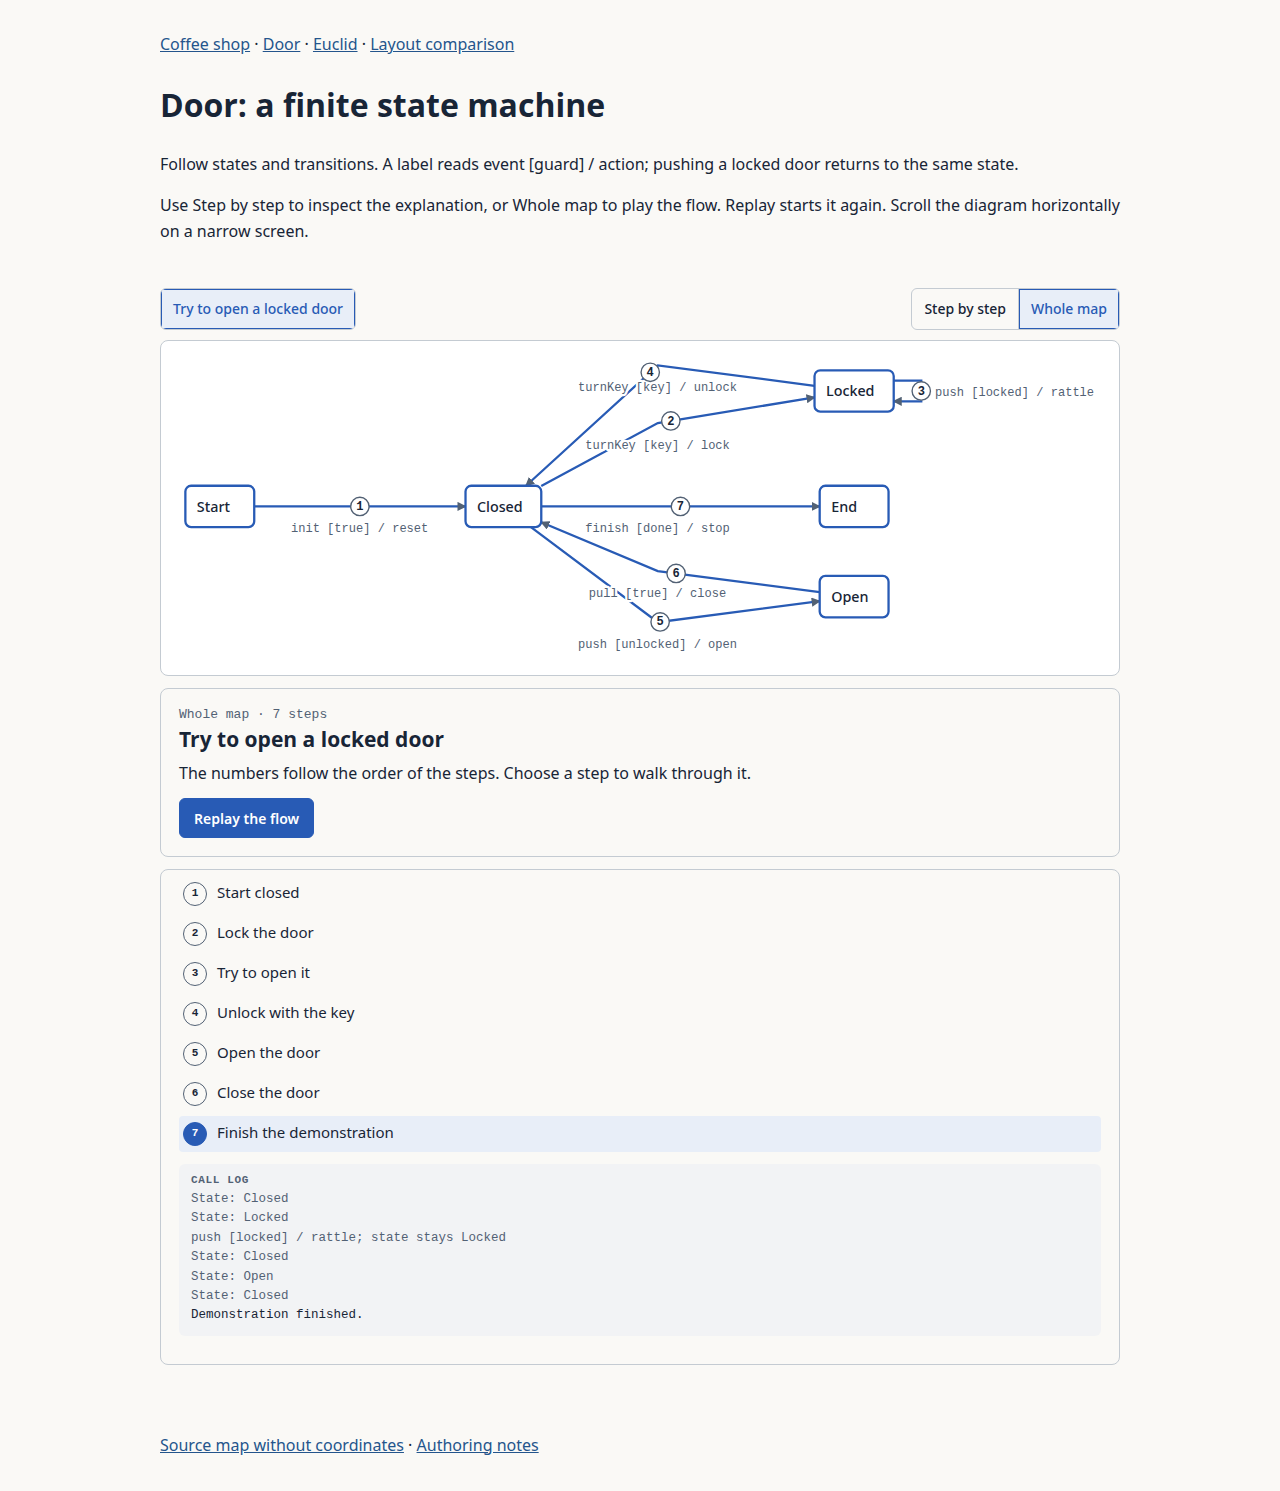 Coffee shop · Door · Euclid · Layout comparison
Door: a finite state machine
Follow states and transitions. A label reads event [guard] / action; pushing a locked door returns to the same state.
Use Step by step to inspect the explanation, or Whole map to play the flow. Replay starts it again. Scroll the diagram horizontally
on a narrow screen.
Try to open a locked door
Step by step
Whole map
4
turnKey [key] / unlock
Locked
3
push [locked] / rattle
2
turnKey [key] / lock
Start
1
init [true] / reset
Closed
7
finish [done] / stop
End
6
pull [true] / close
Open
5
push [unlocked] / open
Whole map · 7 steps
Try to open a locked door
The numbers follow the order of the steps. Choose a step to walk through it.
Replay the flow
1 Start closed
2 Lock the door
3 Try to open it
4 Unlock with the key
5 Open the door
6 Close the door
7 Finish the demonstration
CALL LOG
State: Closed
State: Locked
push [locked] / rattle; state stays Locked
State: Closed
State: Open
State: Closed
Demonstration finished.
Source map without coordinates · Authoring notes